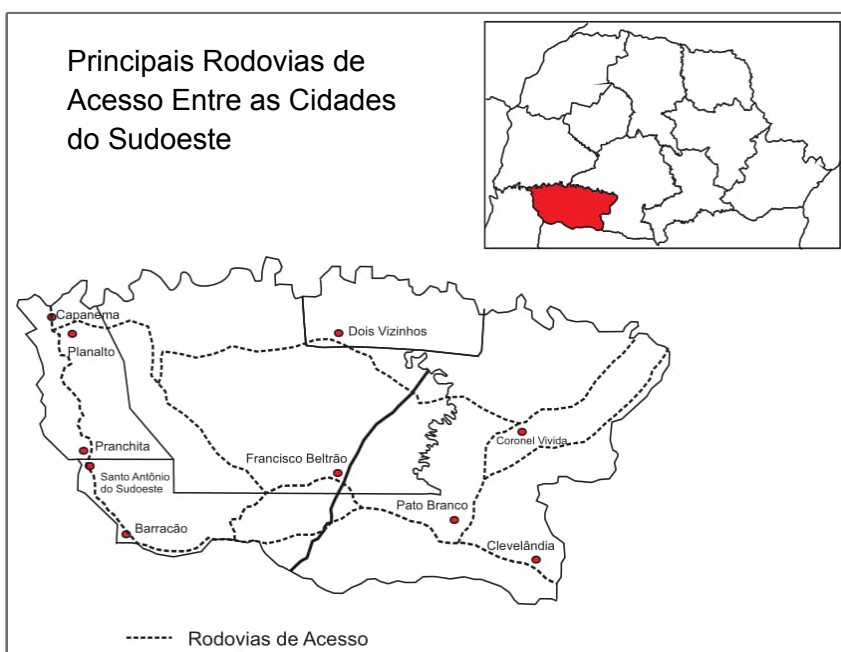 Principais Rodovias de
Acesso Entre as Cidades
do Sudoeste
Capanema
Planalto
Dois Vizinhos
Pranchita
Santo Antônio
do Sudoeste
Francisco Beltrão
Coronel Vivida
Pato Branco
Barracão
Clevelândia
Rodovias de Acesso